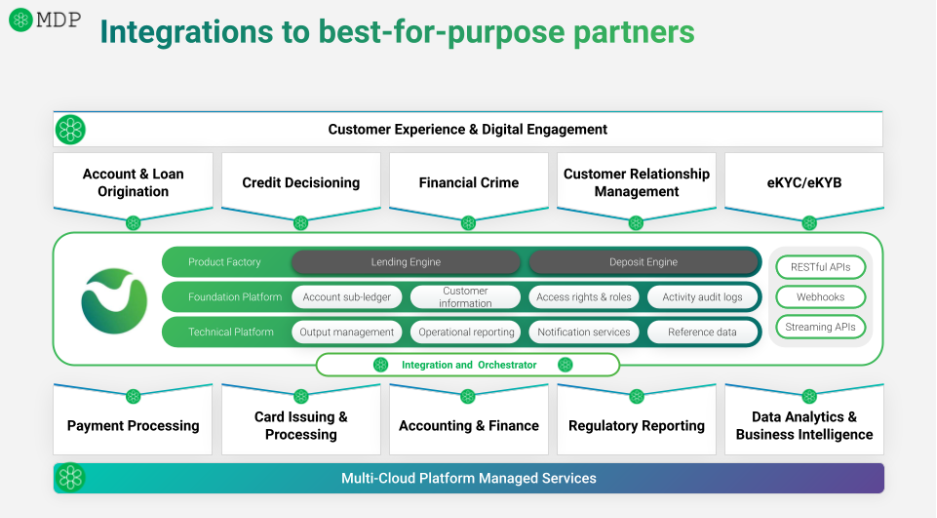 MDP
Integrations to best-for-purpose partners
Customer Experience & Digital Engagement
Account & Loan
Origination
Credit Decisioning
Financial Crime
Customer Relationship
Management
eKYC/eKYB
Product Factory
Lending Engine
Deposit Engine
Foundation Platform
Account sub-ledger
Customer
information
Access rights & roles
Activity audit logs
Technical Platform
Output management
Operational reporting
Notification services
Reference data
RESTful APIs
Webhooks
Streaming APIs
Integration and Orchestrator
Payment Processing
Card Issuing &
Processing
Accounting & Finance
Regulatory Reporting
Data Analytics &
Business Intelligence
Multi-Cloud Platform Managed Services